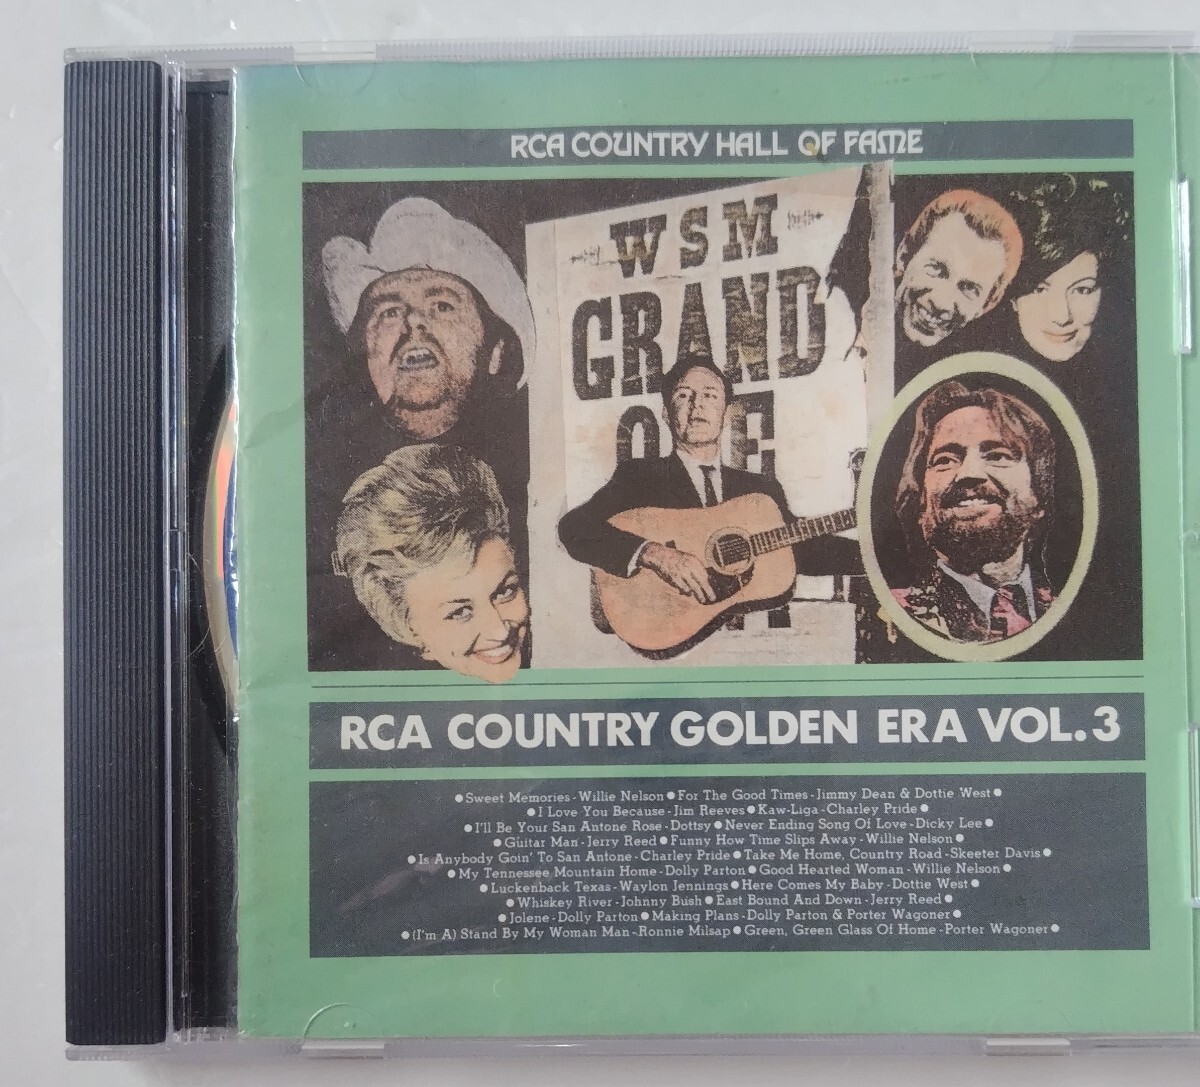 RCA COUNTRY HALL OF FAME
WSM
GRAND
RCA COUNTRY GOLDEN ERA VOL.3
●Sweet Memories-Willie Nelson●For The Good Times-Jimmy Dean & Dottie West●
●I Love You Because-Jim Reeves●Kaw-Liga-Charley Pride●
●I'll Be Your San Antone Rose-Dottsy●Never Ending Song Of Love-Dicky Lee●
●Guitar Man-Jerry Reed●Funny How Time Slips Away-Willie Nelson●
●Is Anybody Goin' To San Antone-Charley Pride●Take Me Home, Country Road-Skeeter Davis●
●My Tennessee Mountain Home-Dolly Parton●Good Hearted Woman-Willie Nelson●
●Luckenback Texas-Waylon Jennings●Here Comes My Baby-Dottie West●
●Whiskey River-Johnny Bush●East Bound And Down-Jerry Reed●
●Jolene-Dolly Parton●Making Plans-Dolly Parton & Porter Wagoner●
●(I'm A) Stand By My Woman Man-Ronnie Milsap●Green, Green Glass Of Home-Porter Wagoner●